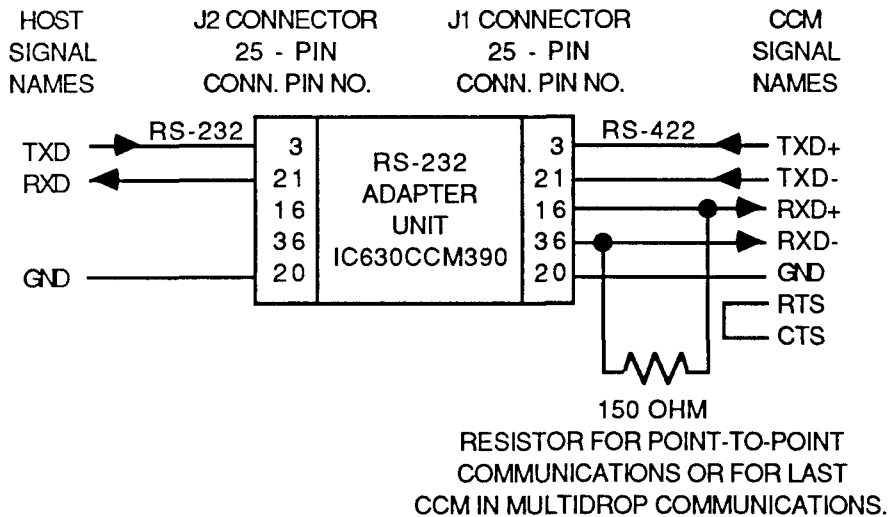 HOST SIGNAL NAMES
J2 CONNECTOR 25 - PIN CONN. PIN NO.
J1 CONNECTOR 25 - PIN CONN. PIN NO.
CCM SIGNAL NAMES
TXD
RXD
GND
RS-232
3
21
16
36
20
RS-232
ADAPTER
UNIT
IC630CCM390
3
21
16
36
20
RS-422
TXD+
TXD-
RXD+
RXD-
GND
RTS
CTS
150 OHM
RESISTOR FOR POINT-TO-POINT
COMMUNICATIONS OR FOR LAST
CCM IN MULTIDROP COMMUNICATIONS.